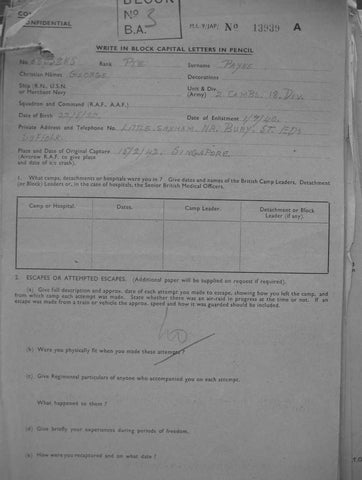 CO
CONFIDENTIAL
BLOCK
Nº 3
B.A.
M.I. 9/JAP/ Nº 13939 A
WRITE IN BLOCK CAPITAL LETTERS IN PENCIL
No. Rank PTE Surname PAYNE
Christian Names GEORGE Decorations
Ship (R.N., U.S.N. or Merchant Navy) Unit & Div. (Army) 2 CAMBS. 18. DIV.
Squadron and Command (R.A.F., A.A.F.)
Date of Birth Date of Enlistment
Private Address and Telephone No. LITTLE SAXHAM. NR. BURY. ST. EDS
SUFFOLK.
Place and Date of Original Capture 15/2/42. SINGAPORE.
(Aircrew R.A.F. to give place
and date of a/c crash).
1. What camps, detachments or hospitals were you in ? Give dates and names of the British Camp Leaders, Detachment
(or Block) Leaders or, in the case of hospitals, the Senior British Medical Officers.
Camp or Hospital. Dates. Camp Leader. Detachment or Block
Leader (if any).
2. ESCAPES OR ATTEMPTED ESCAPES. (Additional paper will be supplied on request if required).
(a) Give full description and approx. date of each attempt you made to escape, showing how you left the camp, and
from which camp each attempt was made. State whether there was an air-raid in progress at the time or not. If an
escape was made from a train or vehicle the approx. speed and how it was guarded should be included.
NO
(b) Were you physically fit when you made these attempts ?
(c) Give Regimental particulars of anyone who accompanied you on each attempt.
What happened to them ?
(d) Give briefly your experiences during periods of freedom.
(e) How were you recaptured and on what date ?